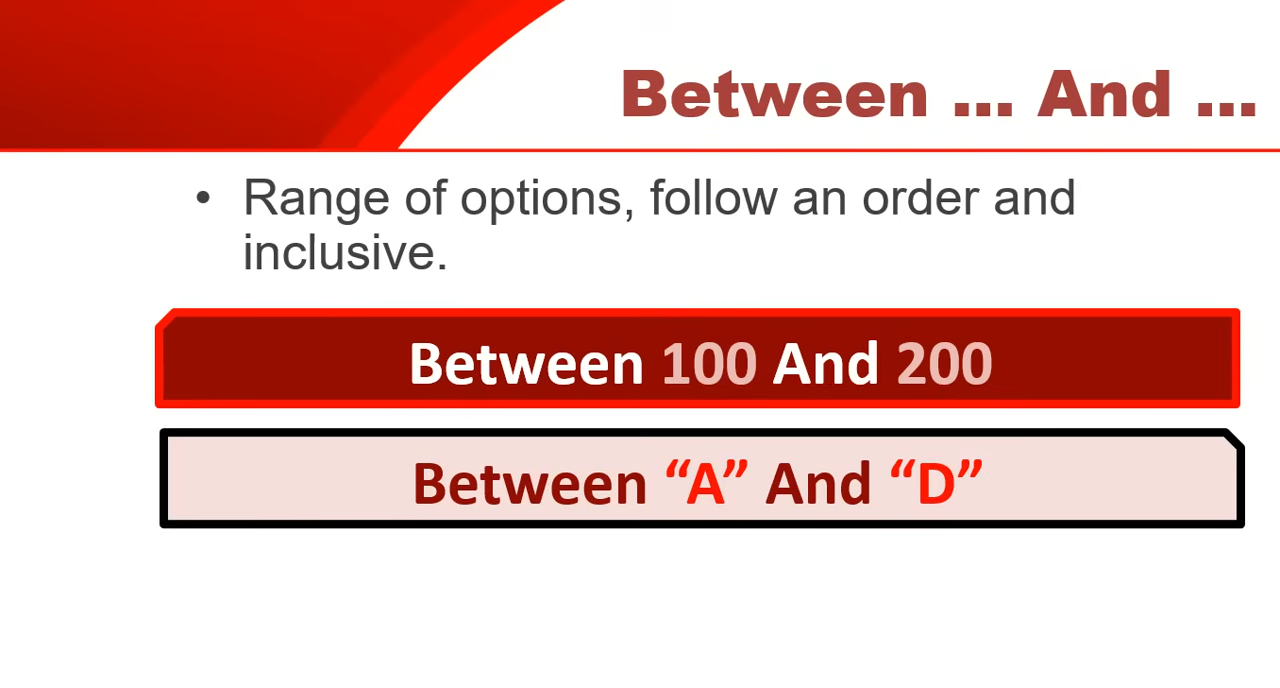 Between ... And ...
• Range of options, follow an order and
inclusive.
Between 100 And 200
Between “A” And “D”